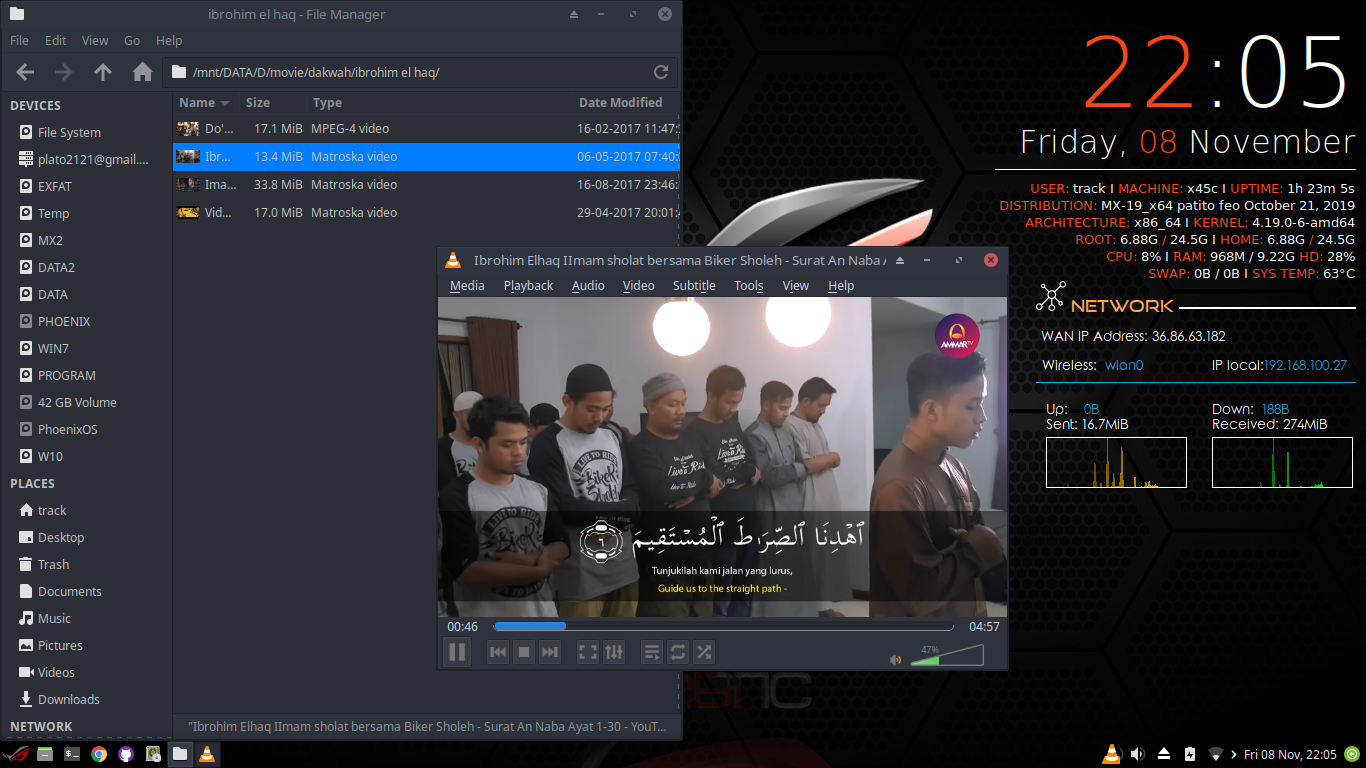 ibrohim el haq - File Manager
File Edit View Go Help
/mnt/DATA/D/movie/dakwah/ibrohim el haq/
DEVICES
File System
plato2121@gmail....
EXFAT
Temp
MX2
DATA2
DATA
PHOENIX
WIN7
PROGRAM
42 GB Volume
PhoenixOS
W10
PLACES
track
Desktop
Trash
Documents
Music
Pictures
Videos
Downloads
NETWORK
Name Size Type Date Modified
Do'... 17.1 MiB MPEG-4 video 16-02-2017 11:47:
Ibr... 13.4 MiB Matroska video 06-05-2017 07:40:
Ima... 33.8 MiB Matroska video 16-08-2017 23:46:
Vid... 17.0 MiB Matroska video 29-04-2017 20:01:
"Ibrohim Elhaq IImam sholat bersama Biker Sholeh - Surat An Naba Ayat 1-30 - YouT...
Ibrohim Elhaq IImam sholat bersama Biker Sholeh - Surat An Naba
Media Playback Audio Video Subtitle Tools View Help
AMMAR TV
LIVE TO RIDE
BIKER
Live to Ride
ٱهْدِنَا ٱلصِّرَٰطَ ٱلْمُسْتَقِيمَ ٦
Tunjukilah kami jalan yang lurus,
Guide us to the straight path -
00:46 04:57
47%
22:05
Friday, 08 November
USER: track I MACHINE: x45c I UPTIME: 1h 23m 5s
DISTRIBUTION: MX-19_x64 patito feo October 21, 2019
ARCHITECTURE: x86_64 I KERNEL: 4.19.0-6-amd64
ROOT: 6.88G / 24.5G I HOME: 6.88G / 24.5G
CPU: 8% I RAM: 968M / 9.22G HD: 28%
SWAP: 0B / 0B I SYS TEMP: 63°C
NETWORK
WAN IP Address: 36.86.63.182
Wireless: wlan0 IP local:192.168.100.27
Up: 0B Down: 188B
Sent: 16.7MiB Received: 274MiB
Fri 08 Nov, 22:05